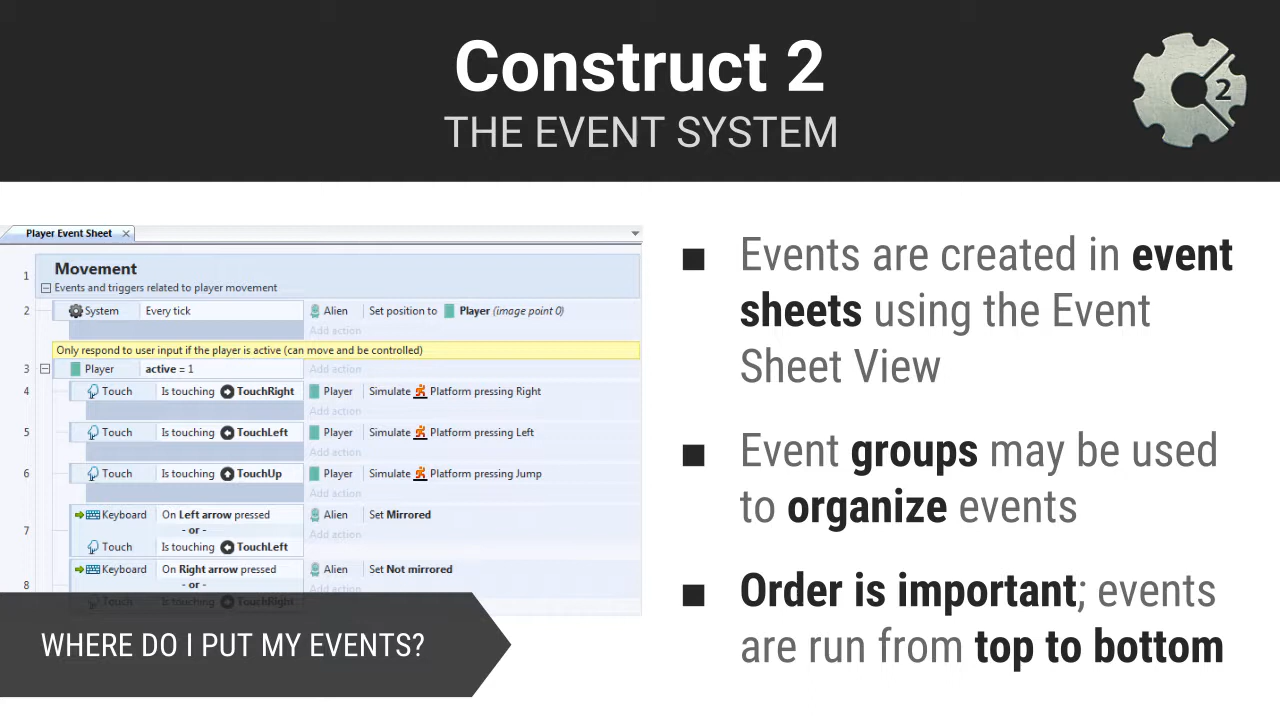 Construct 2
THE EVENT SYSTEM
2
Player Event Sheet
1 Movement
Events and triggers related to player movement
2 System Every tick Alien Set position to Player (image point 0)
Add action
Only respond to user input if the player is active (can move and be controlled)
3 Player active = 1 Add action
4 Touch Is touching TouchRight Player Simulate Platform pressing Right
Add action
5 Touch Is touching TouchLeft Player Simulate Platform pressing Left
Add action
6 Touch Is touching TouchUp Player Simulate Platform pressing Jump
Add action
Keyboard On Left arrow pressed Alien Set Mirrored
7 - or - Add action
Touch Is touching TouchLeft
Keyboard On Right arrow pressed Alien Set Not mirrored
8 - or - Add action
Touch Is touching TouchRight
WHERE DO I PUT MY EVENTS?
■ Events are created in event
sheets using the Event
Sheet View
■ Event groups may be used
to organize events
■ Order is important; events
are run from top to bottom